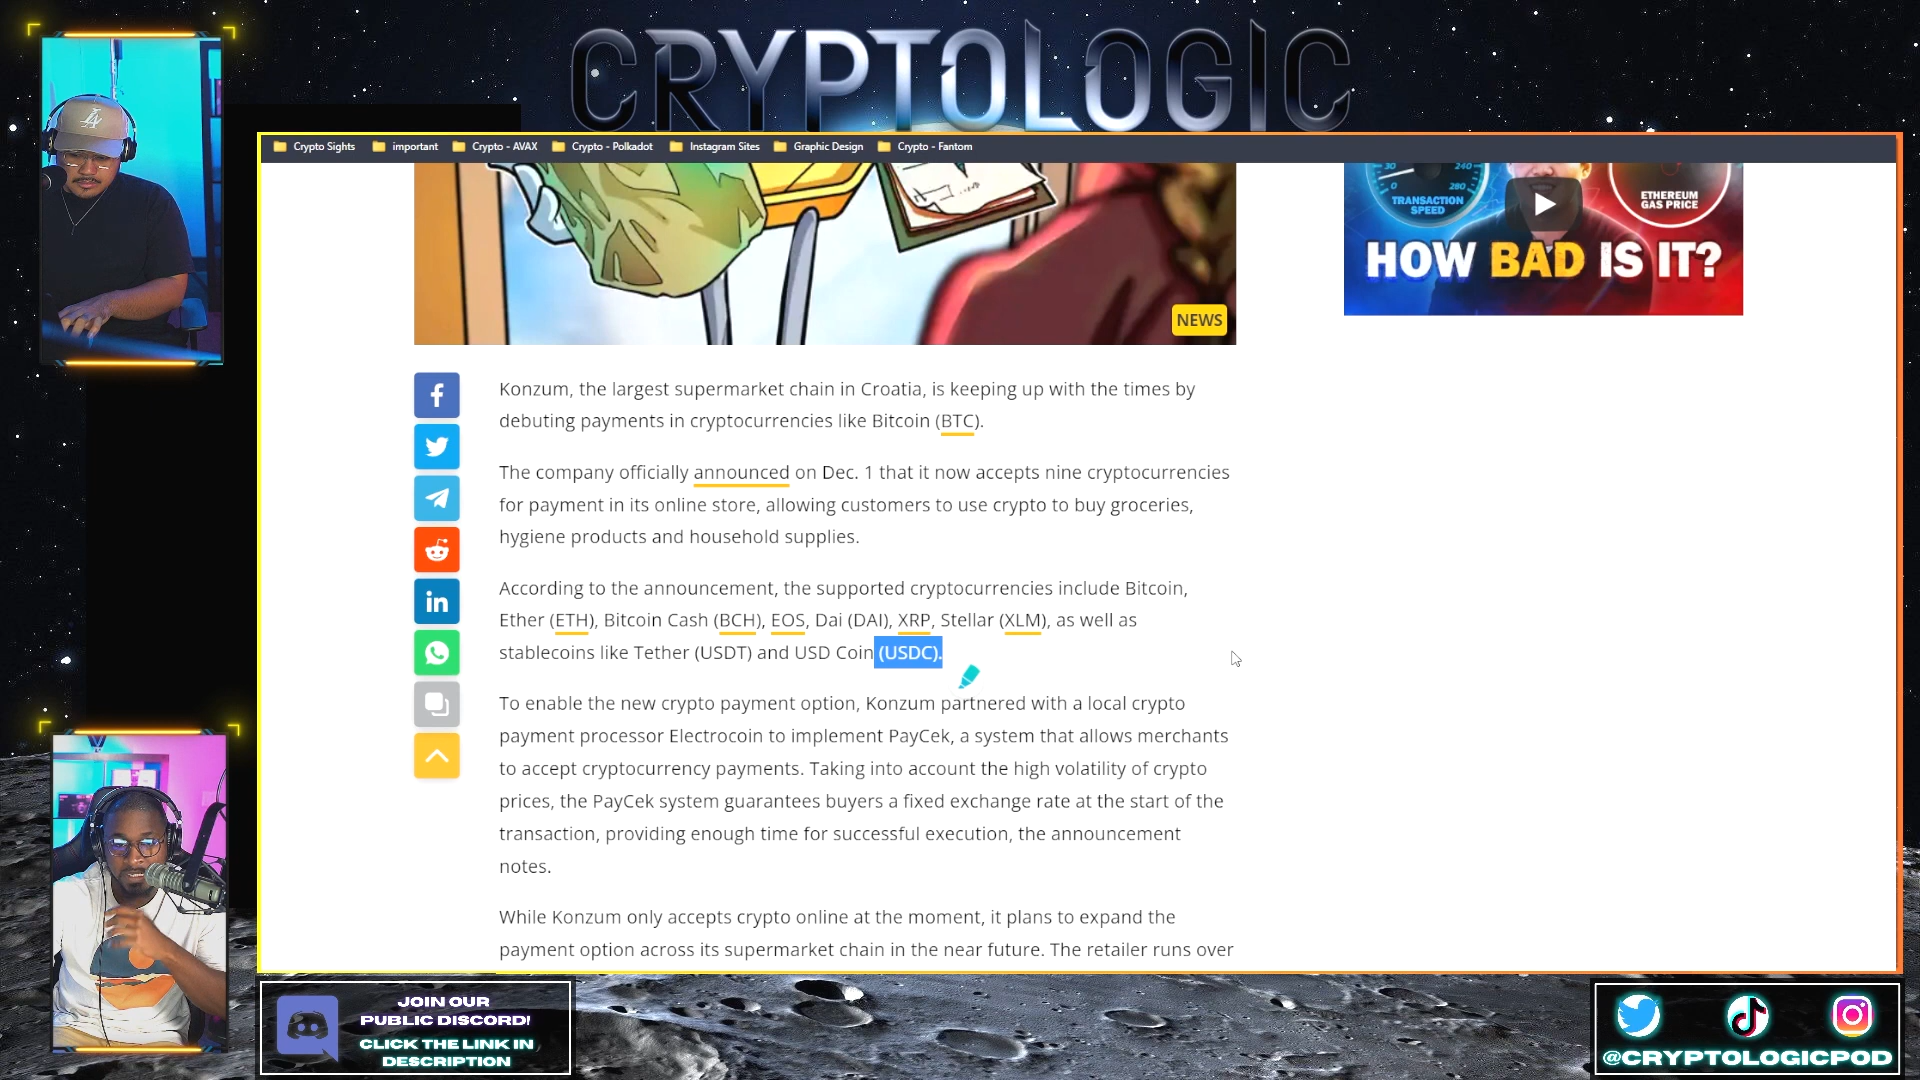 CRYPTOLOGIC
Crypto Sights
important
Crypto - AVAX
Crypto - Polkadot
Instagram Sites
Graphic Design
Crypto - Fantom
NEWS
30
0
TRANSACTION
SPEED
240
280
ETHEREUM
GAS PRICE
HOW BAD IS IT?
Konzum, the largest supermarket chain in Croatia, is keeping up with the times by
debuting payments in cryptocurrencies like Bitcoin (BTC).
The company officially announced on Dec. 1 that it now accepts nine cryptocurrencies
for payment in its online store, allowing customers to use crypto to buy groceries,
hygiene products and household supplies.
According to the announcement, the supported cryptocurrencies include Bitcoin,
Ether (ETH), Bitcoin Cash (BCH), EOS, Dai (DAI), XRP, Stellar (XLM), as well as
stablecoins like Tether (USDT) and USD Coin (USDC).
To enable the new crypto payment option, Konzum partnered with a local crypto
payment processor Electrocoin to implement PayCek, a system that allows merchants
to accept cryptocurrency payments. Taking into account the high volatility of crypto
prices, the PayCek system guarantees buyers a fixed exchange rate at the start of the
transaction, providing enough time for successful execution, the announcement
notes.
While Konzum only accepts crypto online at the moment, it plans to expand the
payment option across its supermarket chain in the near future. The retailer runs over
JOIN OUR
PUBLIC DISCORD!
CLICK THE LINK IN
DESCRIPTION
@CRYPTOLOGICPOD